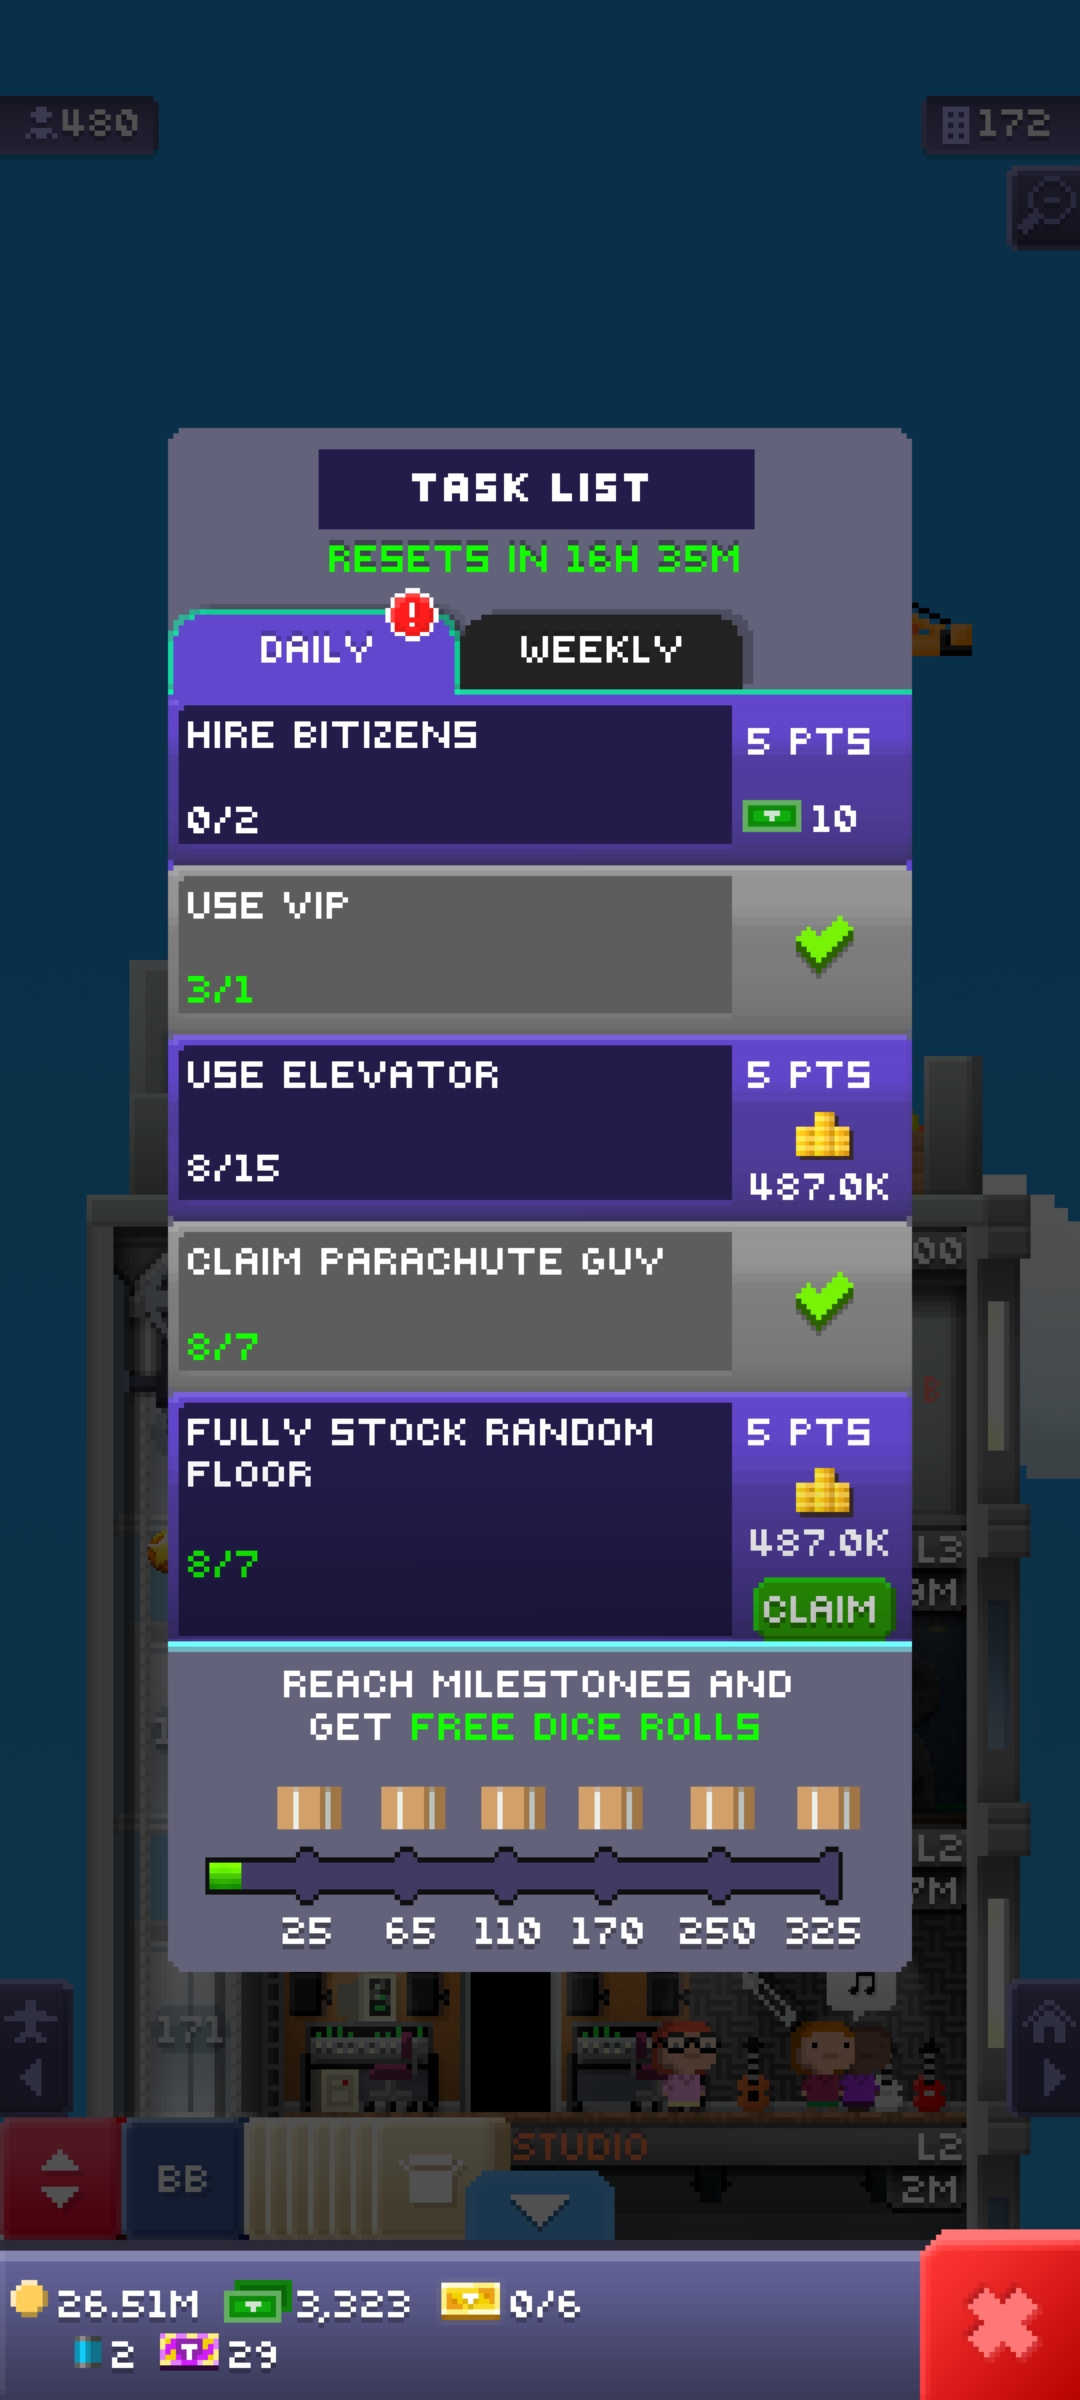 480
172
TASK LIST
RESETS IN 16H 35M
!
DAILY
WEEKLY
HIRE BITIZENS
5 PTS
0/2
10
USE VIP
3/1
USE ELEVATOR
5 PTS
8/15
487.0K
00
CLAIM PARACHUTE GUY
8/7
FULLY STOCK RANDOM
FLOOR
5 PTS
8/7
487.0K
L3
9M
CLAIM
REACH MILESTONES AND
GET FREE DICE ROLLS
L2
7M
25 65 110 170 250 325
171
STUDIO
L2
BB
2M
26.51M 3,323 0/6
2 29